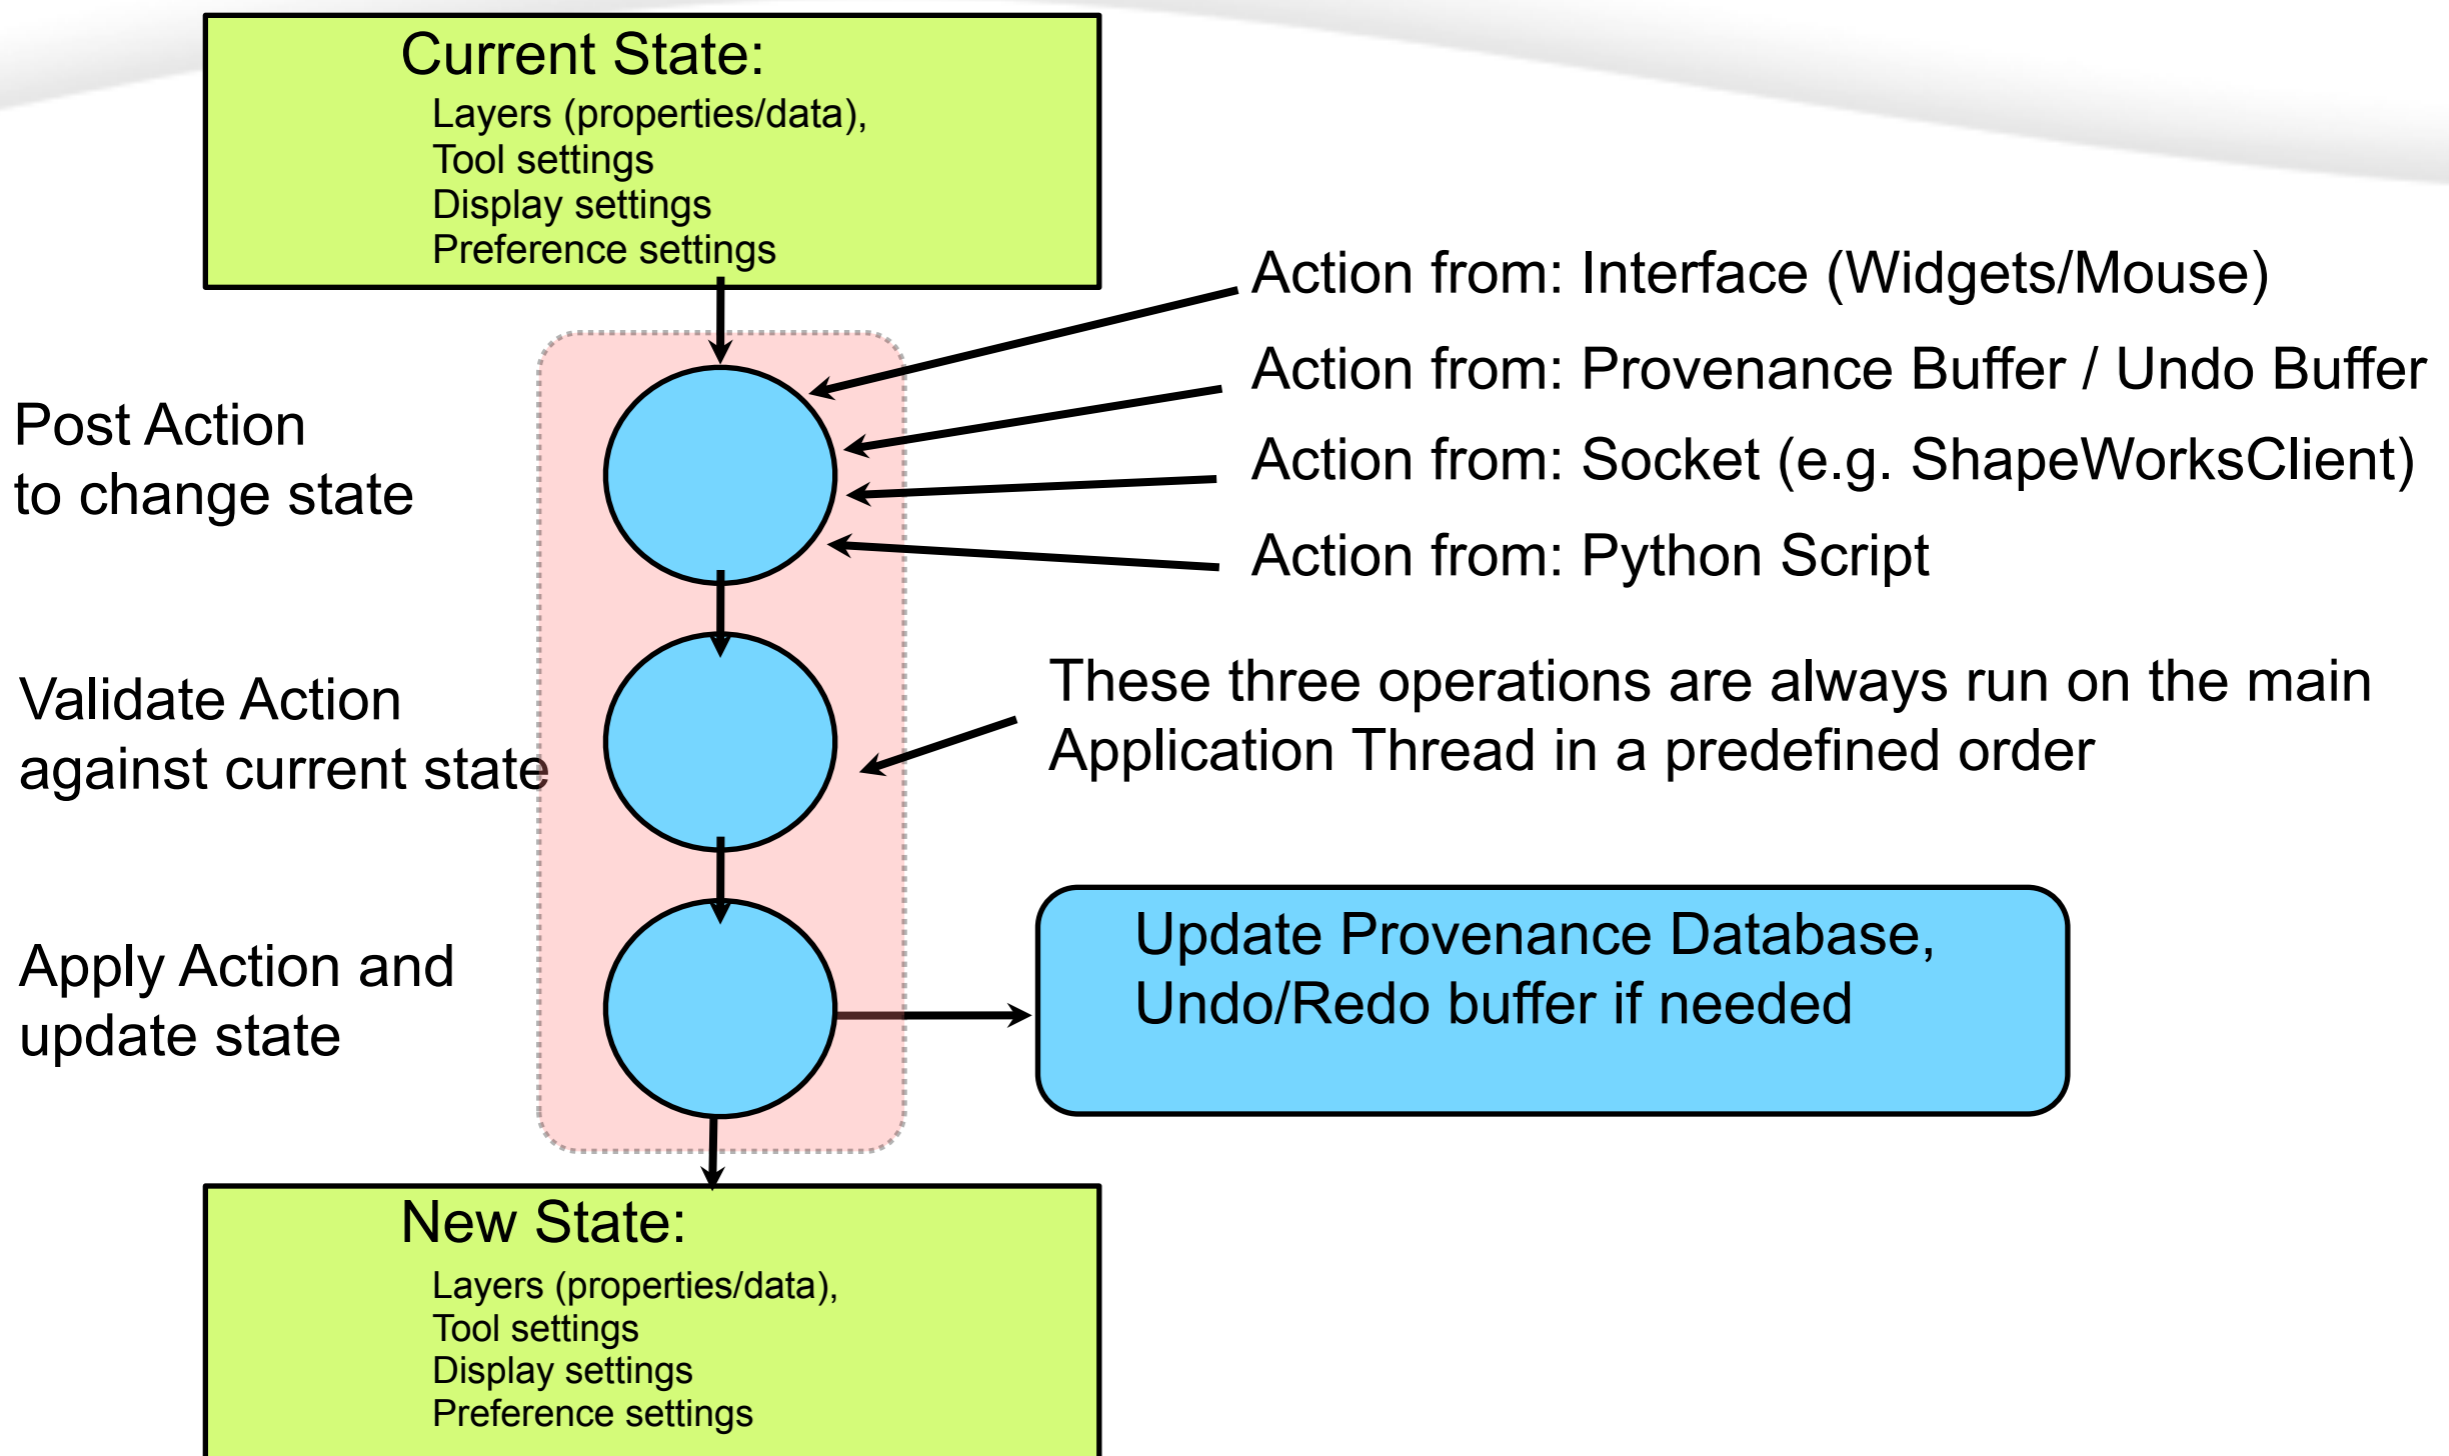 Current State:
Layers (properties/data),
Tool settings
Display settings
Preference settings
Action from: Interface (Widgets/Mouse)
Action from: Provenance Buffer / Undo Buffer
Action from: Socket (e.g. ShapeWorksClient)
Action from: Python Script
Post Action
to change state
Validate Action
against current state
These three operations are always run on the main
Application Thread in a predefined order
Apply Action and
update state
Update Provenance Database,
Undo/Redo buffer if needed
New State:
Layers (properties/data),
Tool settings
Display settings
Preference settings